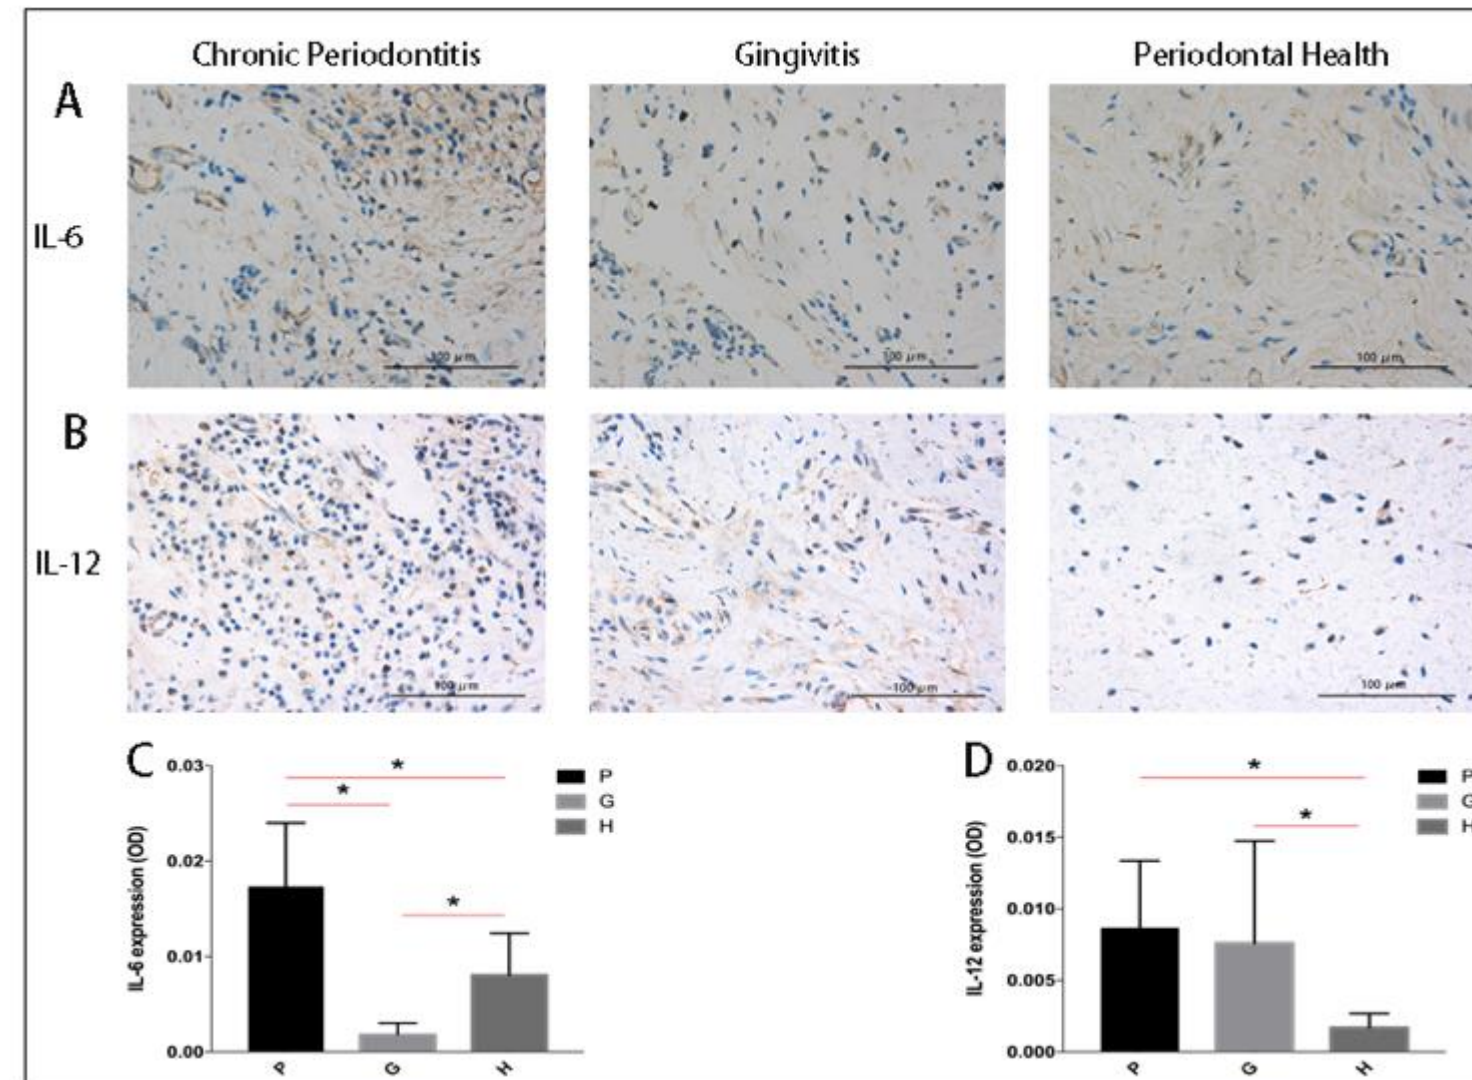 Chronic Periodontitis Gingivitis Periodontal Health
A
IL-6
100 µm 100 µm 100 µm
B
IL-12
100 µm 100 µm 100 µm
C
0.03
0.02
0.01
0.00
IL-6 expression (OD)
* * *
P G H
P
G
H
D
0.020
0.015
0.010
0.005
0.000
IL-12 expression (OD)
* *
P G H
P
G
H